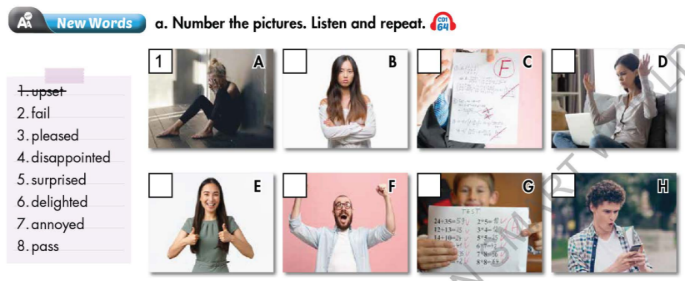 New Words
a. Number the pictures. Listen and repeat.
CD1
64
1. upset
2. fail
3. pleased
4. disappointed
5. surprised
6. delighted
7. annoyed
8. pass
1 A
B
C
F
D
E
F
G
TEST
H